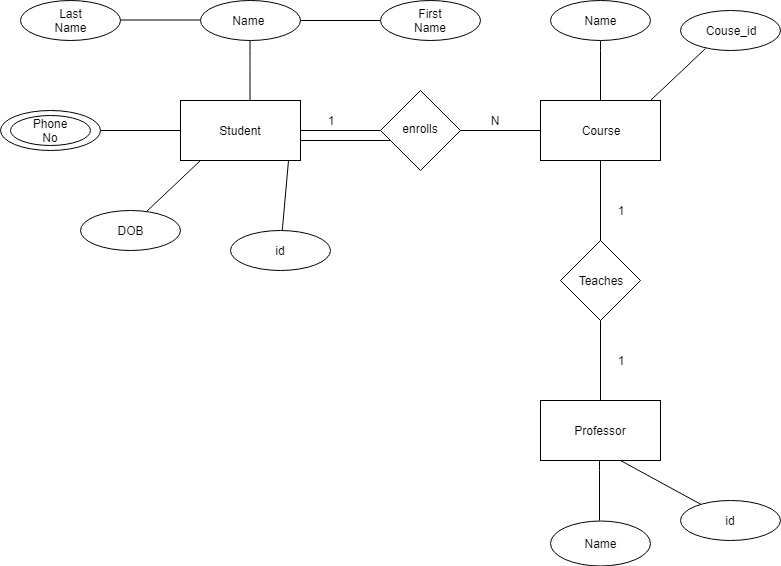 Last
Name
Name
First
Name
Name
Couse_id
Phone
No
Student
1
enrolls
N
Course
DOB
id
1
Teaches
1
Professor
Name
id